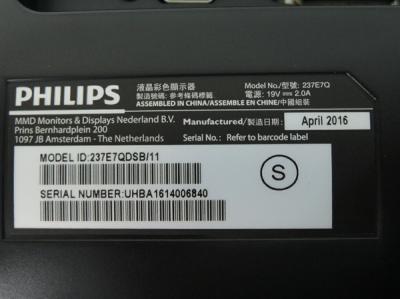 PHILIPS
液晶彩色顯示器
製造號碼: 參考條碼標籤
ASSEMBLED IN CHINA/ASSEMBLE EN CHINE/中國組裝
Model No./型號: 237E7Q
電源: 19V ⎓ 2.0A
MMD Monitors & Displays Nederland B.V.
Prins Bernhardplein 200
1097 JB Amsterdam - The Netherlands
Manufactured/製造日期: April 2016
Serial No.: Refer to barcode label
MODEL ID:237E7QDSB/11
SERIAL NUMBER:UHBA1614006840
S